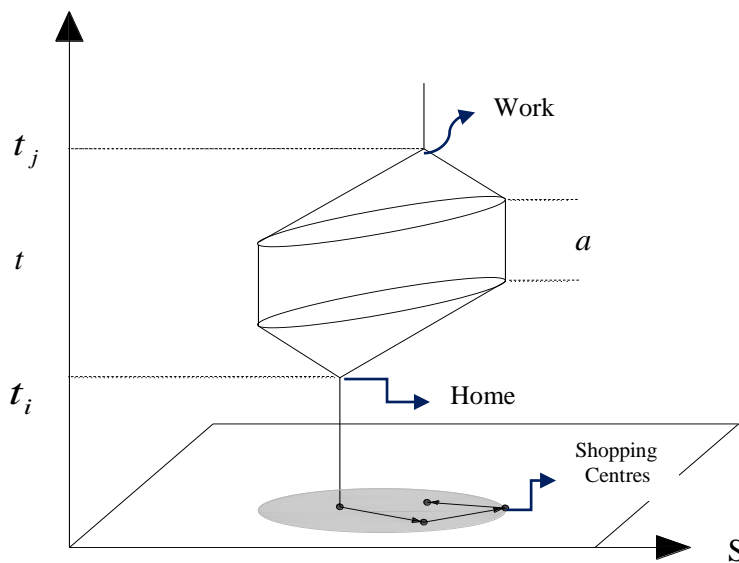 Work
t_j
a
t
t_i
Home
Shopping
Centres
S